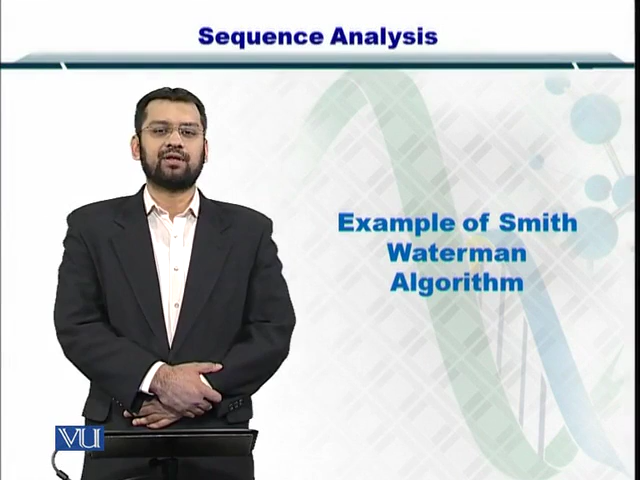 Sequence Analysis
Example of Smith
Waterman
Algorithm
VU